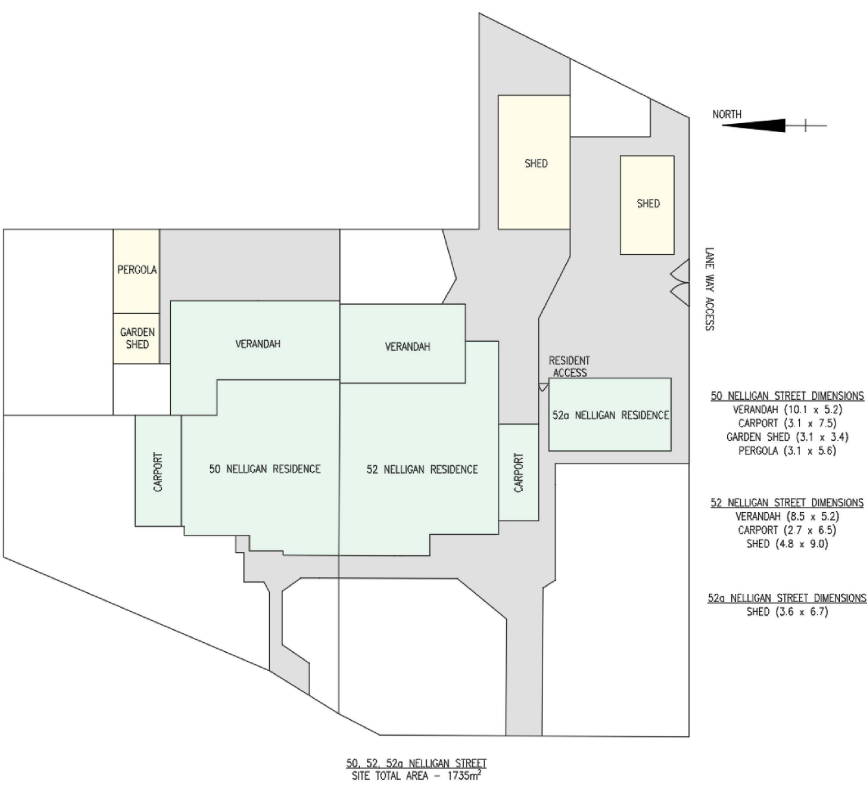 NORTH
SHED
SHED
LANE WAY ACCESS
PERGOLA
GARDEN
SHED
VERANDAH
VERANDAH
RESIDENT
ACCESS
52a NELLIGAN RESIDENCE
CARPORT
50 NELLIGAN RESIDENCE
52 NELLIGAN RESIDENCE
CARPORT
50 NELLIGAN STREET DIMENSIONS
VERANDAH (10.1 x 5.2)
CARPORT (3.1 x 7.5)
GARDEN SHED (3.1 x 3.4)
PERGOLA (3.1 x 5.6)
52 NELLIGAN STREET DIMENSIONS
VERANDAH (8.5 x 5.2)
CARPORT (2.7 x 6.5)
SHED (4.8 x 9.0)
52a NELLIGAN STREET DIMENSIONS
SHED (3.6 x 6.7)
50, 52, 52a NELLIGAN STREET
SITE TOTAL AREA - 1735m²